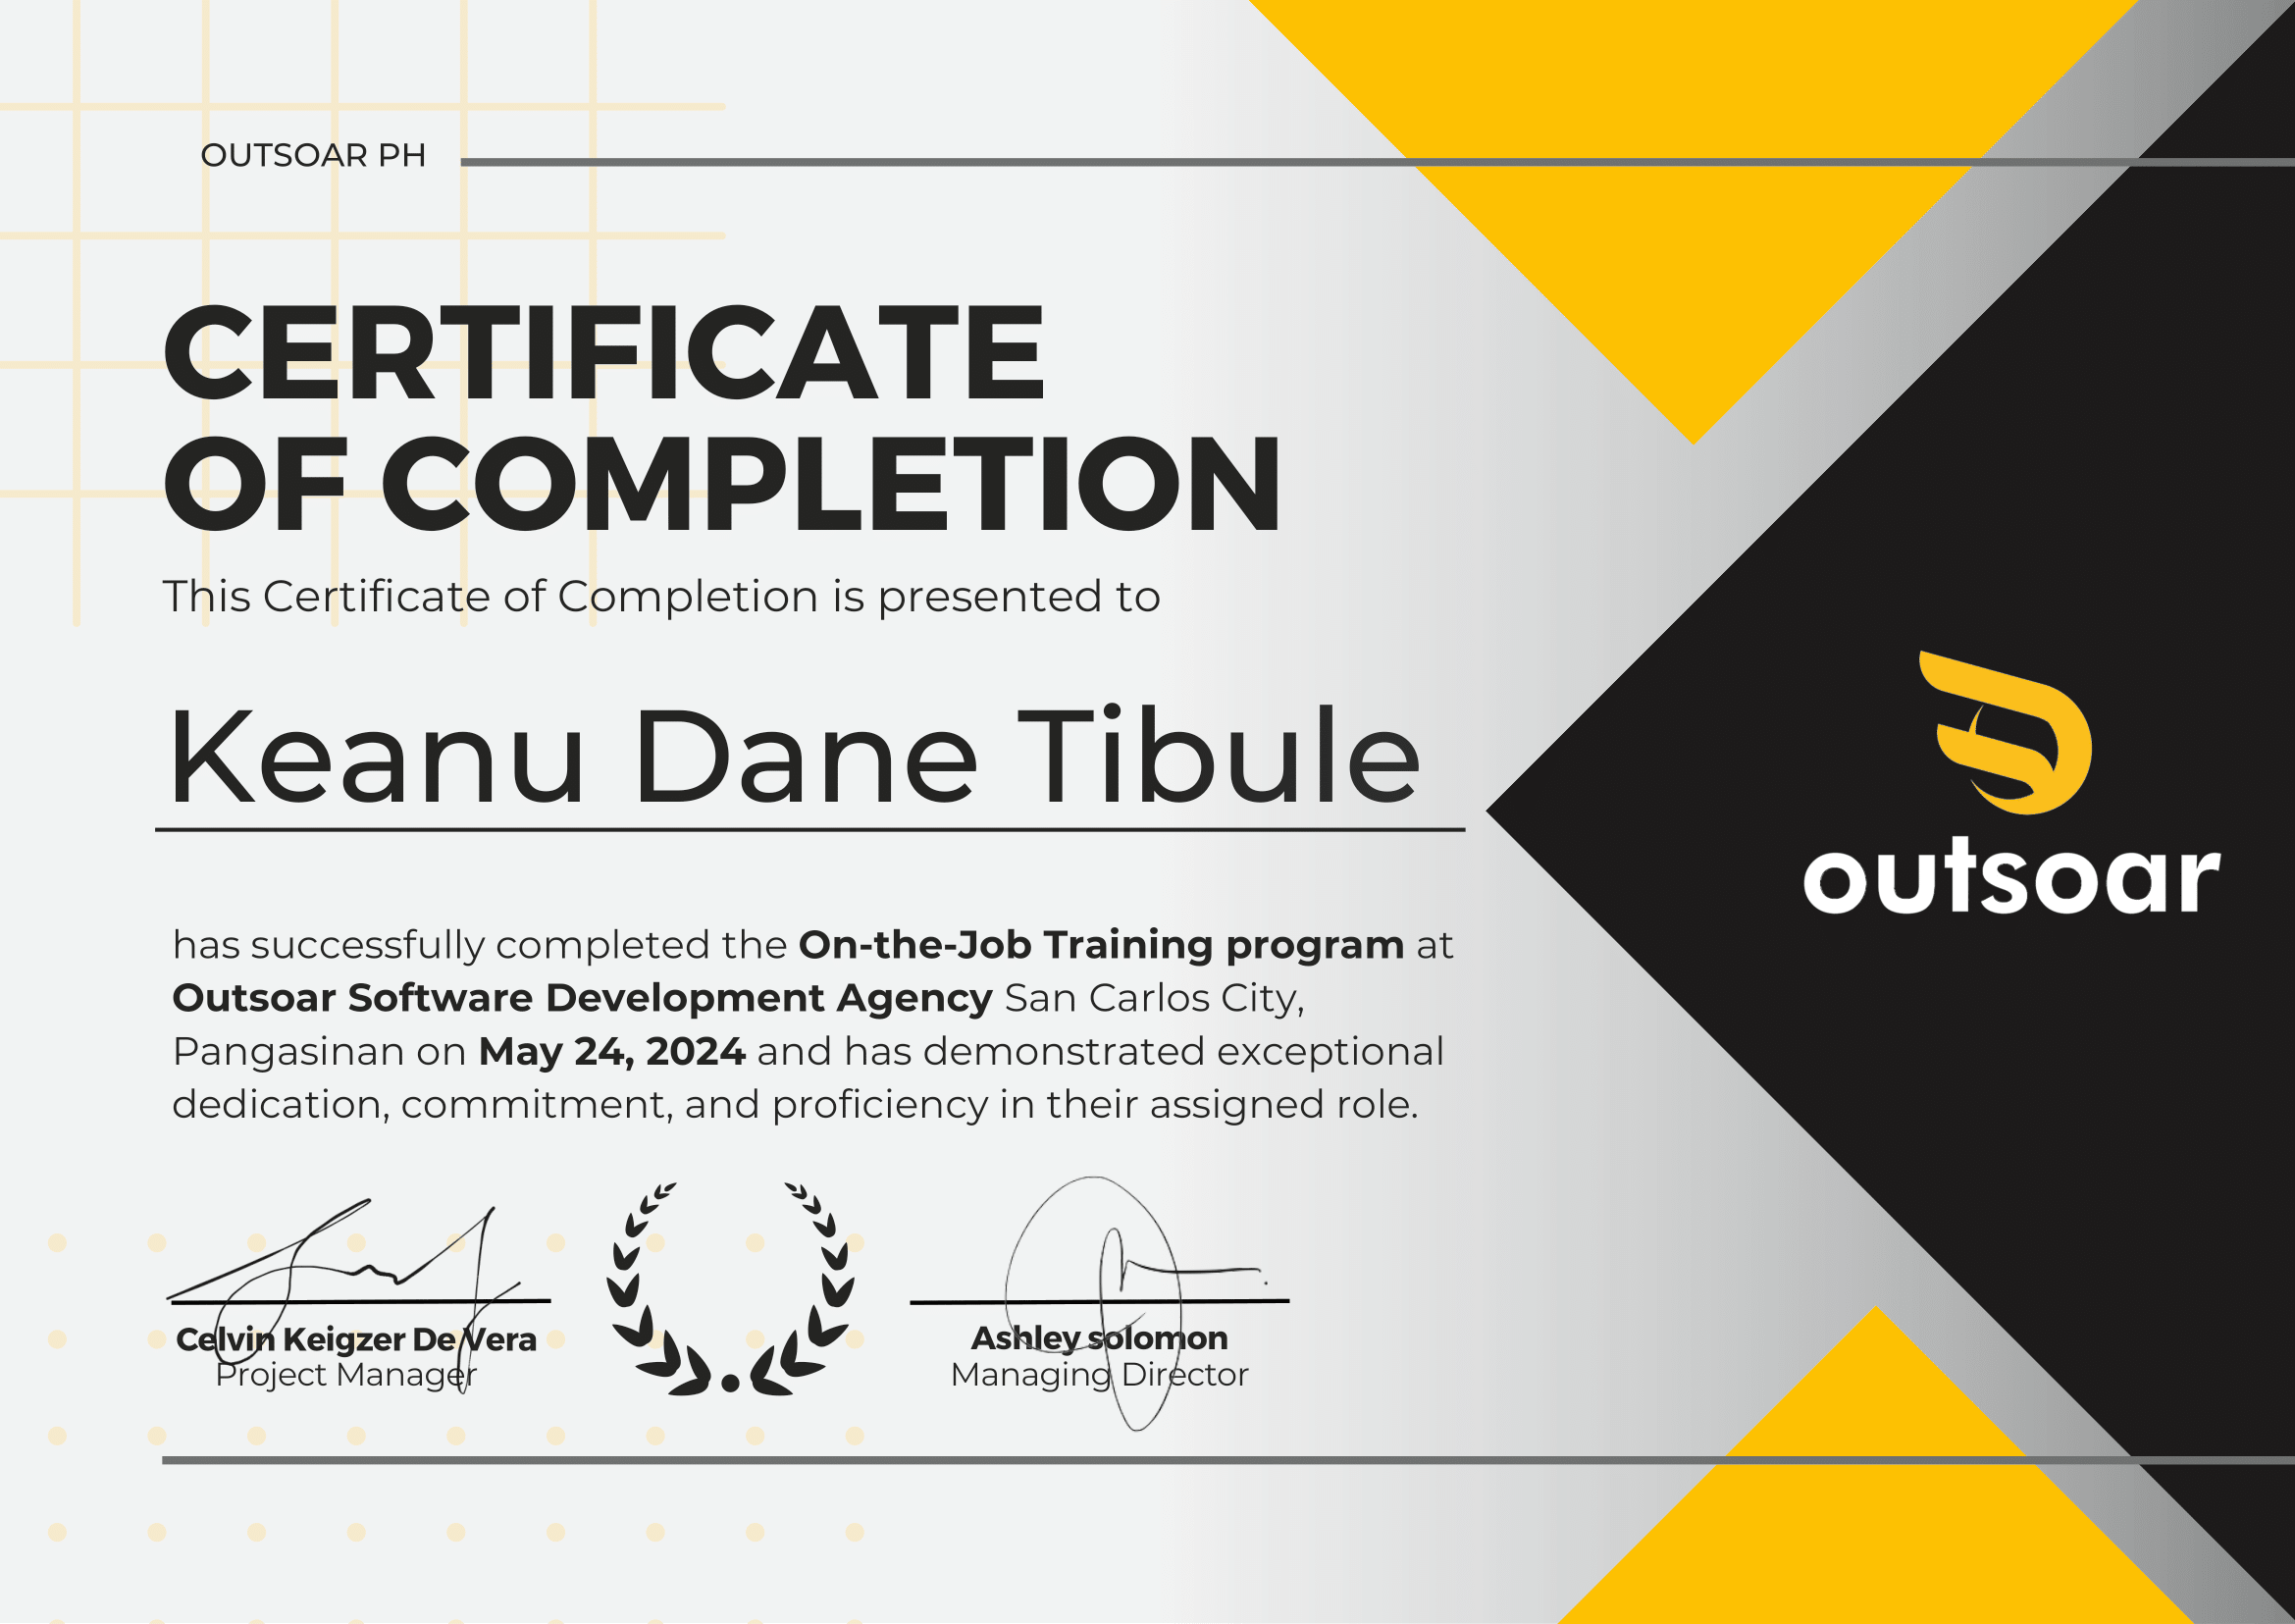 OUTSOAR PH
CERTIFICATE
OF COMPLETION
This Certificate of Completion is presented to
Keanu Dane Tibule
outsoar
has successfully completed the On-the-Job Training program at
Outsoar Software Development Agency San Carlos City,
Pangasinan on May 24, 2024 and has demonstrated exceptional
dedication, commitment, and proficiency in their assigned role.
Celvin Keigzer De Vera
Project Manager
Ashley solomon
Managing Director